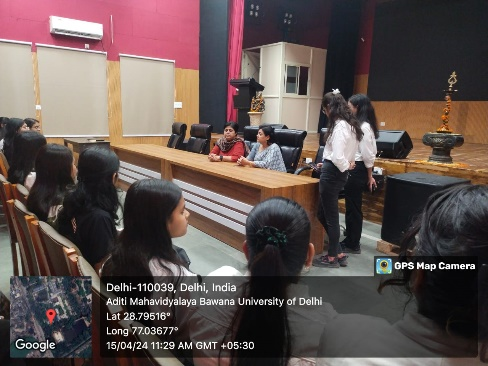 GPS Map Camera
Delhi-110039, Delhi, India
Aditi Mahavidyalaya Bawana University of Delhi
Lat 28.79516°
Long 77.03677°
15/04/24 11:29 AM GMT +05:30
Google